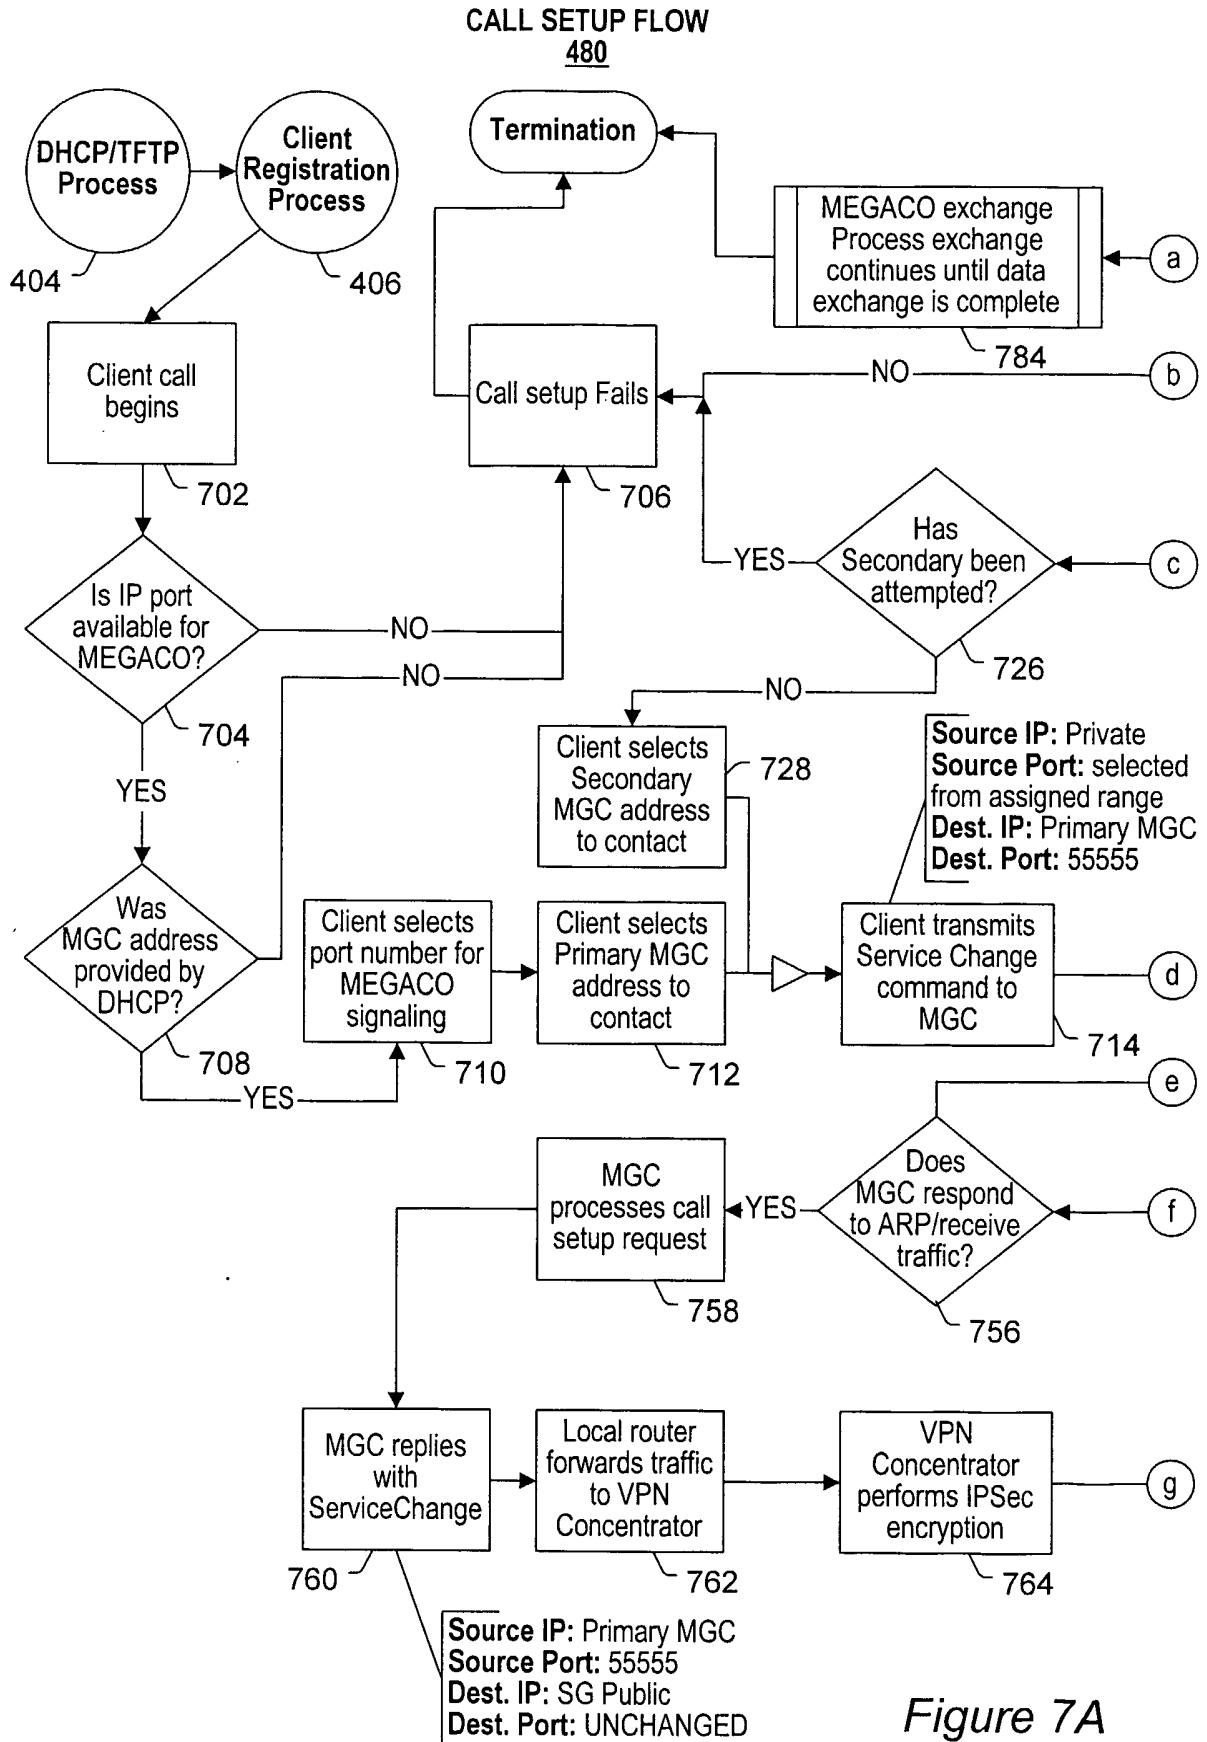 CALL SETUP FLOW
480
DHCP/TFTP
Process
404
Client
Registration
Process
406
Termination
MEGACO exchange
Process exchange
continues until data
exchange is complete
784
a
Client call
begins
702
Call setup Fails
706
NO
b
Has
Secondary been
attempted?
726
YES
c
Is IP port
available for
MEGACO?
704
NO
NO
NO
YES
Client selects
Secondary
MGC address
to contact
728
Source IP: Private
Source Port: selected
from assigned range
Dest. IP: Primary MGC
Dest. Port: 55555
Was
MGC address
provided by
DHCP?
708
YES
Client selects
port number for
MEGACO
signaling
710
Client selects
Primary MGC
address to
contact
712
Client transmits
Service Change
command to
MGC
714
d
e
Does
MGC respond
to ARP/receive
traffic?
756
f
YES
MGC
processes call
setup request
758
MGC replies
with
ServiceChange
760
Local router
forwards traffic
to VPN
Concentrator
762
VPN
Concentrator
performs IPSec
encryption
764
g
Source IP: Primary MGC
Source Port: 55555
Dest. IP: SG Public
Dest. Port: UNCHANGED
Figure 7A